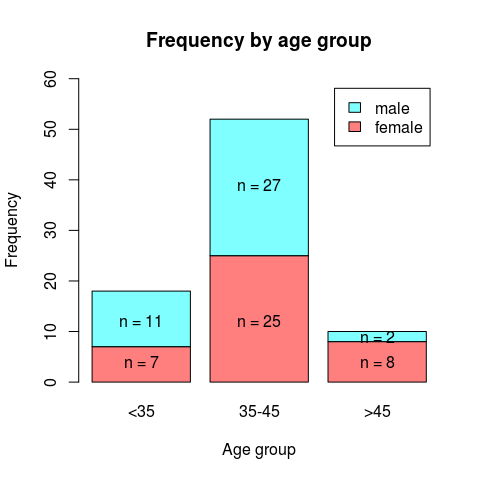 Frequency by age group
male
female
Frequency
60
50
40
30
20
10
0
n = 11
n = 7
n = 27
n = 25
n = 2
n = 8
<35
35-45
>45
Age group